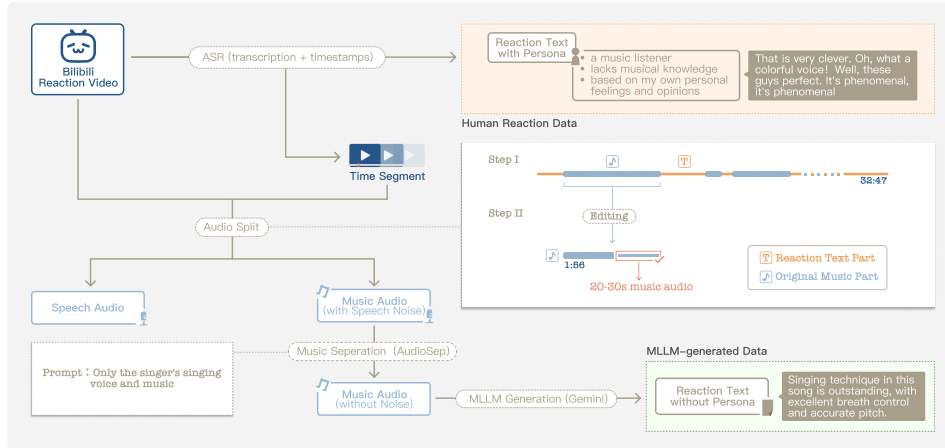 Bilibili
Reaction Video
ASR (transcription + timestamps)
Reaction Text
with Persona
• a music listener
• lacks musical knowledge
• based on my own personal
feelings and opinions
That is very clever. Oh, what a
colorful voice! Well, these
guys perfect. It's phenomenal,
it's phenomenal
Human Reaction Data
Time Segment
Step I
T
32:47
Step II
Editing
1:56
20-30s music audio
T Reaction Text Part
Original Music Part
Audio Split
Speech Audio
Music Audio
(with Speech Noise)
Prompt：Only the singer's singing
voice and music
Music Seperation (AudioSep)
Music Audio
(without Noise)
MLLM Generation (Gemini)
MLLM-generated Data
Reaction Text
without Persona
Singing technique in this
song is outstanding, with
excellent breath control
and accurate pitch.